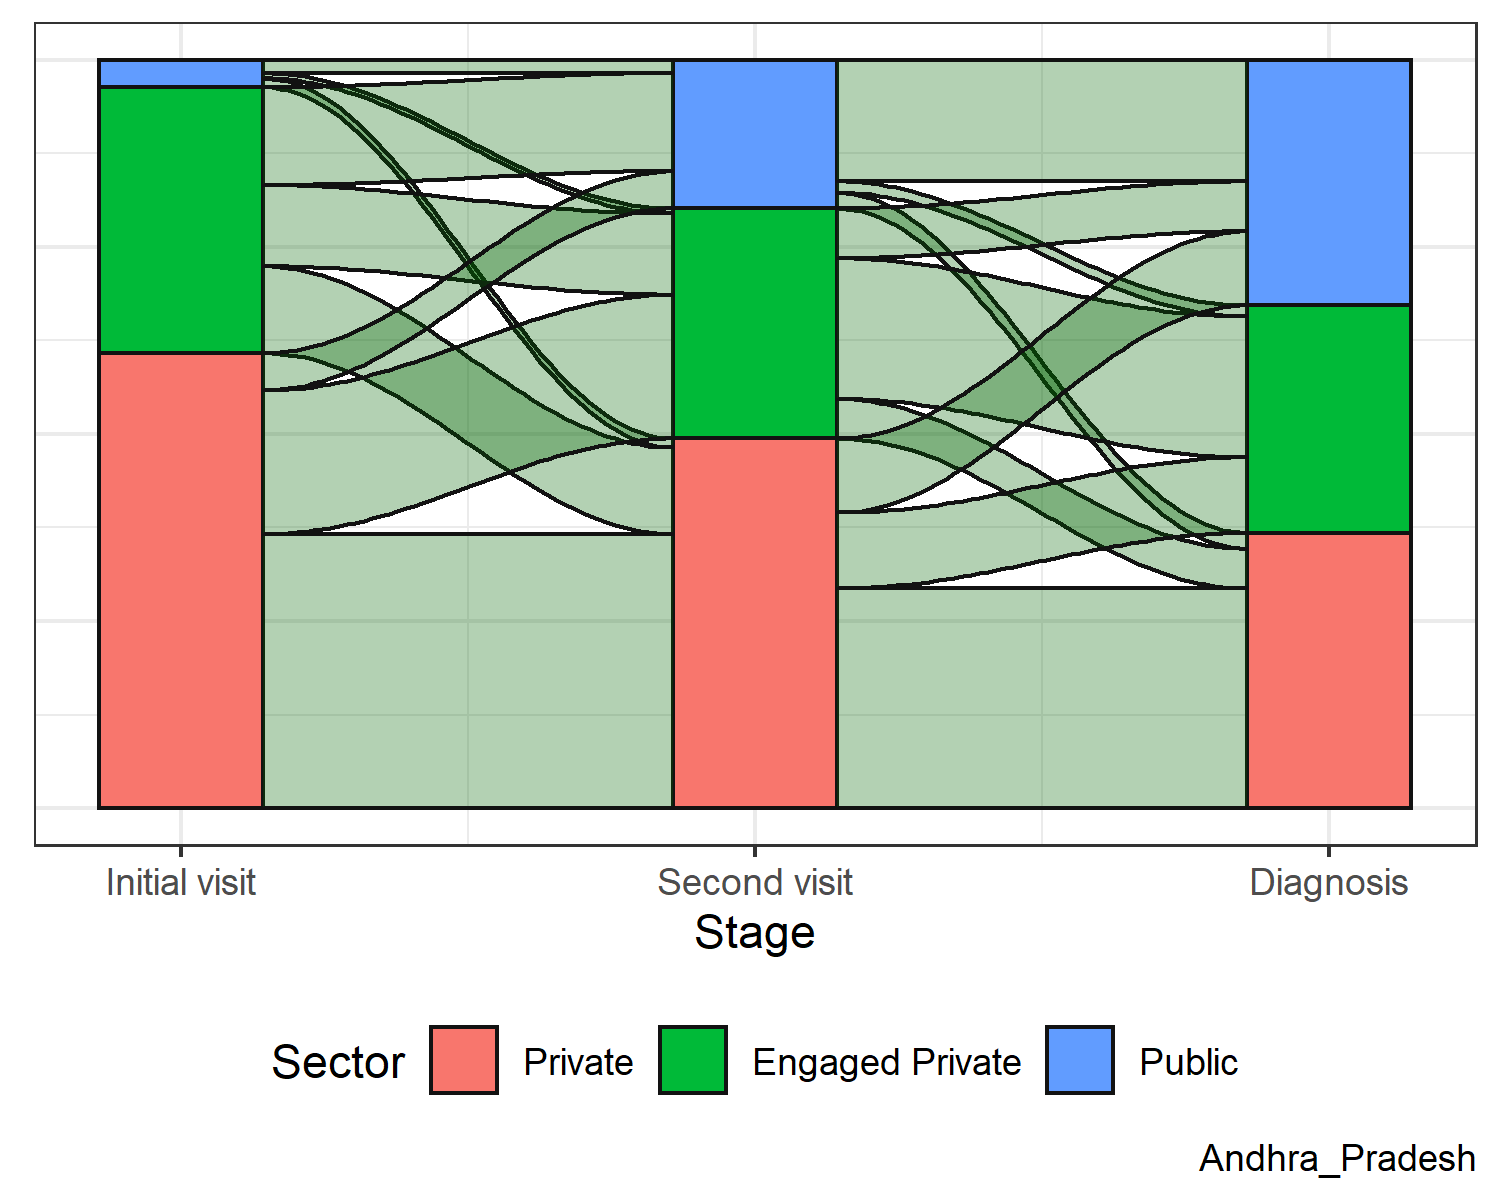 Initial visit Second visit Diagnosis
Stage
Sector Private Engaged Private Public
Andhra_Pradesh